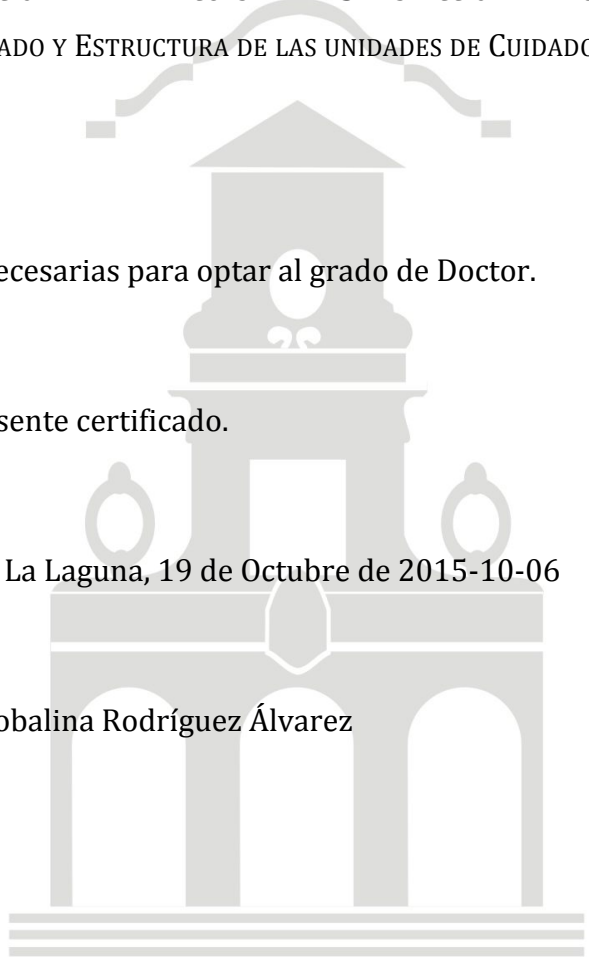 ADO Y ESTRUCTURA DE LAS UNIDADES DE CUIDADO
ecesarias para optar al grado de Doctor.
sente certificado.
La Laguna, 19 de Octubre de 2015-10-06
obalina Rodríguez Álvarez